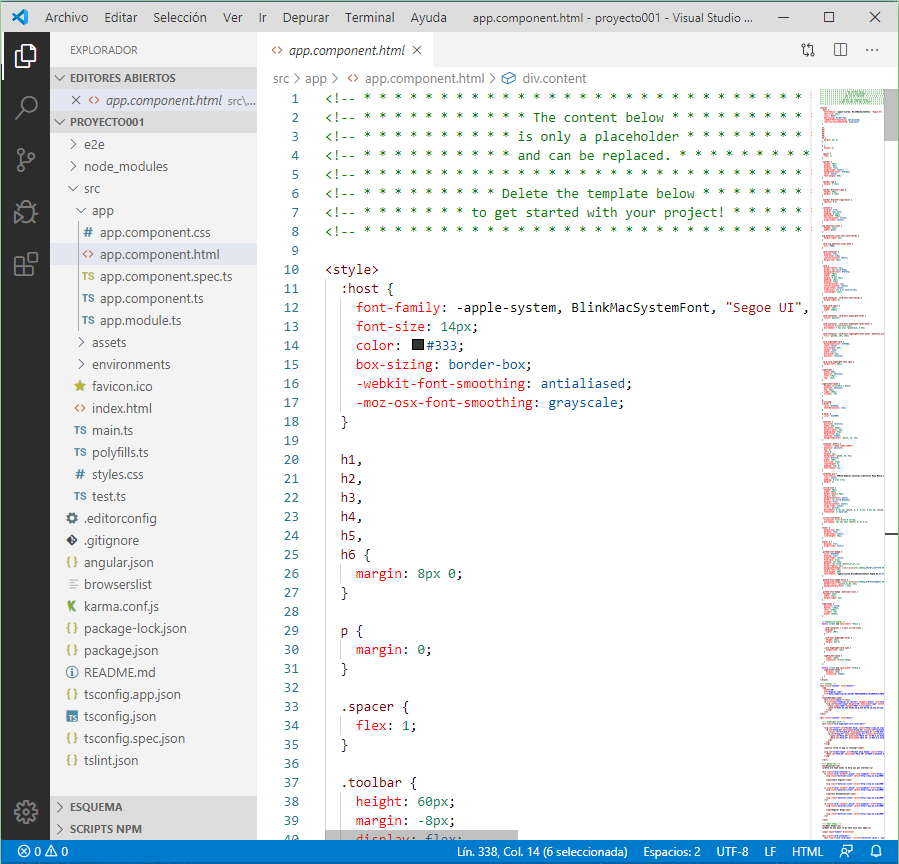 Archivo Editar Selección Ver Ir Depurar Terminal Ayuda app.component.html - proyecto001 - Visual Studio ...
EXPLORADOR
EDITORES ABIERTOS
app.component.html src\...
PROYECTO001
e2e
node_modules
src
app
# app.component.css
<> app.component.html
TS app.component.spec.ts
TS app.component.ts
TS app.module.ts
assets
environments
favicon.ico
<> index.html
TS main.ts
TS polyfills.ts
# styles.css
TS test.ts
.editorconfig
.gitignore
{} angular.json
browserslist
karma.conf.js
{} package-lock.json
{} package.json
README.md
{} tsconfig.app.json
TS tsconfig.json
{} tsconfig.spec.json
{} tslint.json
ESQUEMA
SCRIPTS NPM
<> app.component.html
src > app > <> app.component.html > div.content
1 <!-- * * * * * * * * * * * * * * * * * * * * * * * * * * * * *
2 <!-- * * * * * * * * * * * The content below * * * * * * * * *
3 <!-- * * * * * * * * * * is only a placeholder * * * * * * * *
4 <!-- * * * * * * * * * * and can be replaced. * * * * * * * * *
5 <!-- * * * * * * * * * * * * * * * * * * * * * * * * * * * * *
6 <!-- * * * * * * * * * Delete the template below * * * * * * *
7 <!-- * * * * * * * to get started with your project! * * * * *
8 <!-- * * * * * * * * * * * * * * * * * * * * * * * * * * * * *
9
10 <style>
11 :host {
12 font-family: -apple-system, BlinkMacSystemFont, "Segoe UI",
13 font-size: 14px;
14 color: #333;
15 box-sizing: border-box;
16 -webkit-font-smoothing: antialiased;
17 -moz-osx-font-smoothing: grayscale;
18 }
19
20 h1,
21 h2,
22 h3,
23 h4,
24 h5,
25 h6 {
26 margin: 8px 0;
27 }
28
29 p {
30 margin: 0;
31 }
32
33 .spacer {
34 flex: 1;
35 }
36
37 .toolbar {
38 height: 60px;
39 margin: -8px;
40 display: flex;
0 0 Lín. 338, Col. 14 (6 seleccionada) Espacios: 2 UTF-8 LF HTML